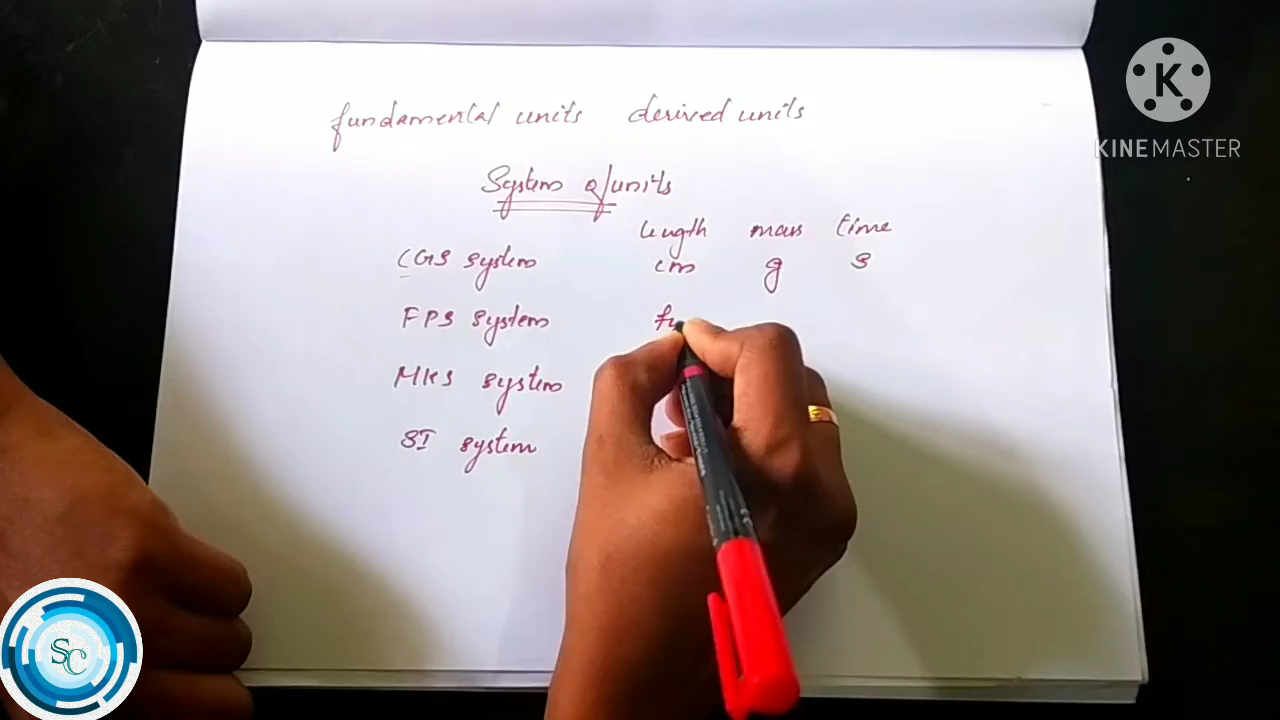 fundamental units derived units
System of units
length mass time
CGS system cm g s
FPS system
MKS system
SI system
K
KINEMASTER
SC